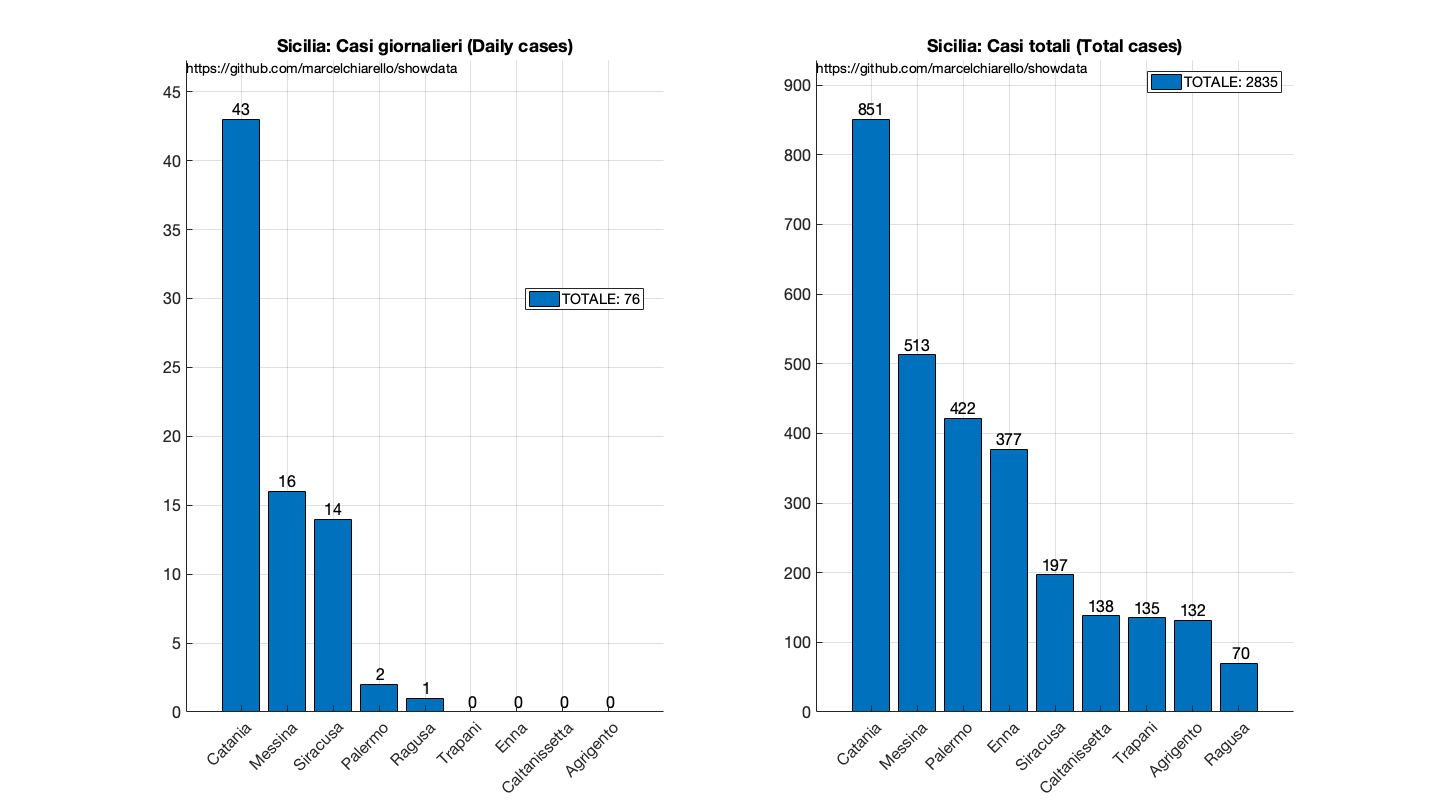 Sicilia: Casi giornalieri (Daily cases)
https://github.com/marcelchiarello/showdata
45
40
35
30
25
20
15
10
5
0
43
16
14
2
1
0
0
0
0
TOTALE: 76
Catania
Messina
Siracusa
Palermo
Ragusa
Trapani
Enna
Caltanissetta
Agrigento
Sicilia: Casi totali (Total cases)
https://github.com/marcelchiarello/showdata
TOTALE: 2835
900
800
700
600
500
400
300
200
100
0
851
513
422
377
197
138
135
132
70
Catania
Messina
Palermo
Enna
Siracusa
Caltanissetta
Trapani
Agrigento
Ragusa